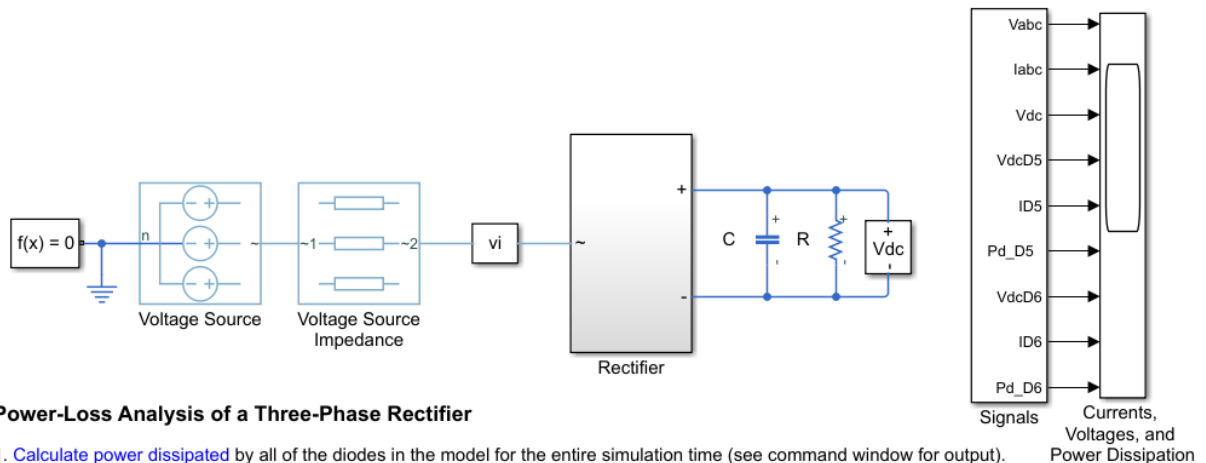 Vabc
Iabc
Vdc
VdcD5
ID5
Pd_D5
VdcD6
ID6
Pd_D6
Signals
Currents,
Voltages, and
Power Dissipation
f(x) = 0
n
- +
- +
- +
~
Voltage Source
~1
~2
Voltage Source
Impedance
vi
~
+
-
Rectifier
C
+
-
R
+
-
+
Vdc
-
Power-Loss Analysis of a Three-Phase Rectifier
1. Calculate power dissipated by all of the diodes in the model for the entire simulation time (see command window for output).